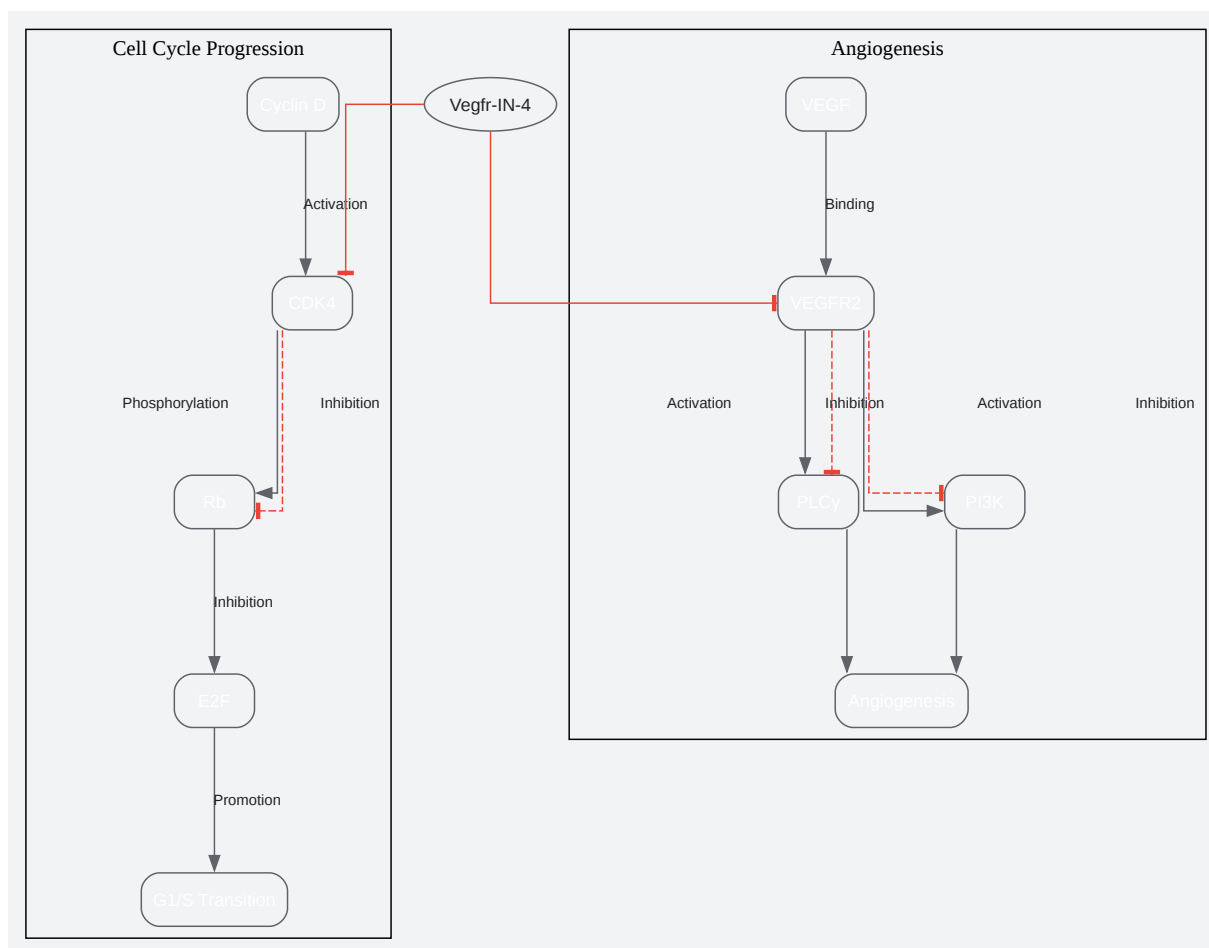 Cell Cycle Progression
Angiogenesis
Cyclin D
Vegfr-IN-4
VEGF
Activation
Binding
CDK4
VEGFR2
Phosphorylation
Inhibition
Activation
Inhibition
Activation
Inhibition
Rb
PLCγ
PI3K
Inhibition
E2F
Angiogenesis
Promotion
G1/S Transition